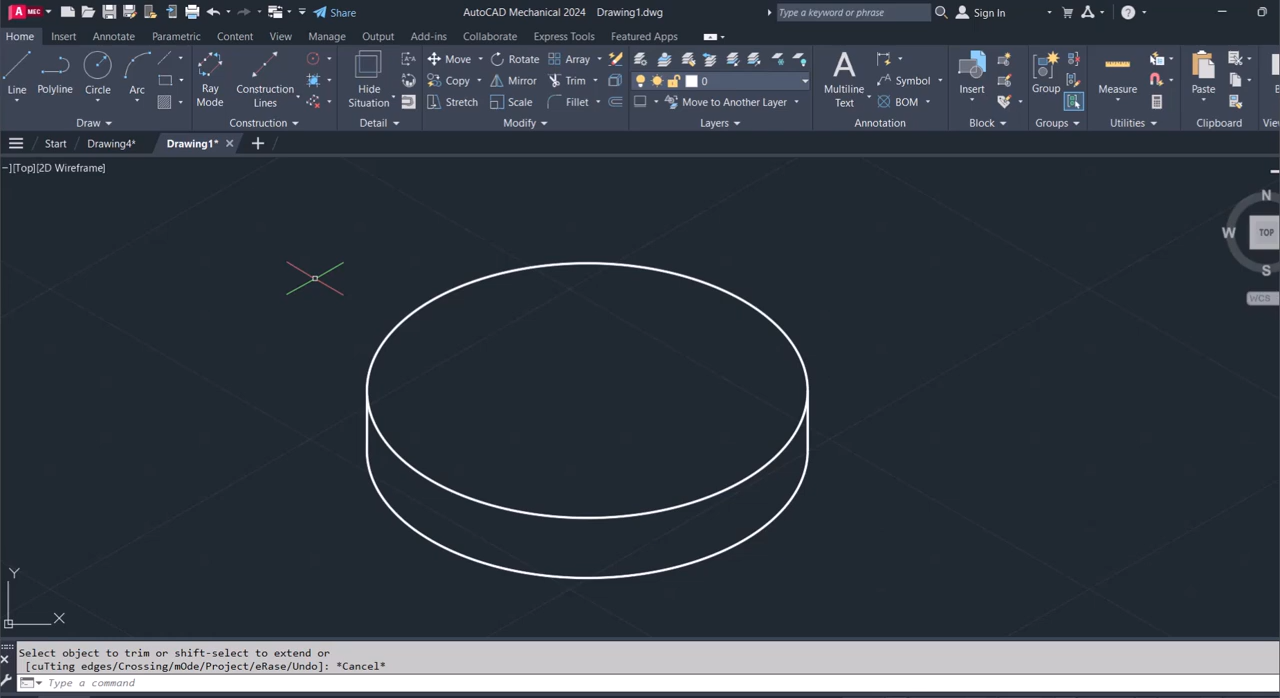 A MEC Share AutoCAD Mechanical 2024 Drawing1.dwg Type a keyword or phrase Sign In ?
Home Insert Annotate Parametric Content View Manage Output Add-ins Collaborate Express Tools Featured Apps
Line Polyline Circle Arc
Draw
Ray Mode
Construction Lines
Construction
Hide Situation
Detail
Move Rotate Array
Copy Mirror Trim
Stretch Scale Fillet
Modify
0
Move to Another Layer
Layers
Multiline Text
Symbol
BOM
Annotation
Insert
Block
Group
Groups
Measure
Utilities
Paste
Clipboard
Start Drawing4* Drawing1*
−][Top][2D Wireframe]
N
W TOP
S
WCS
Y
X
Select object to trim or shift-select to extend or
[cuTting edges/Crossing/mOde/Project/eRase/Undo]: *Cancel*
Type a command